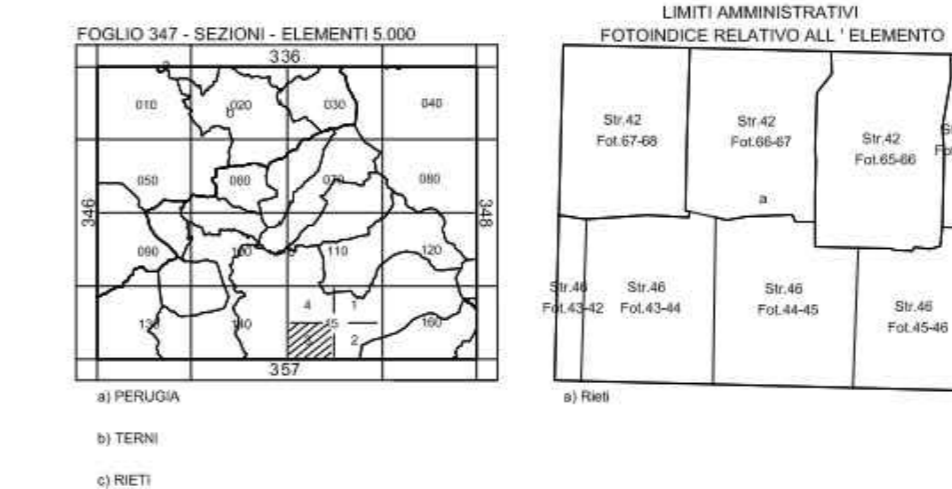 FOGLIO 347 - SEZIONI - ELEMENTI 5.000
336
010
020
030
040
b
050
060
070
080
346
348
090
100
110
120
4
1
130
140
15
160
2
357
a) PERUGIA
b) TERNI
c) RIETI
LIMITI AMMINISTRATIVI
FOTOINDICE RELATIVO ALL ' ELEMENTO
Str.42
Fot.67-68
Str.42
Fot.66-67
Str.42
Fot.65-66
a
Str.46
Fot.43-42
Str.46
Fot.43-44
Str.46
Fot.44-45
Str.46
Fot.45-46
a) Rieti